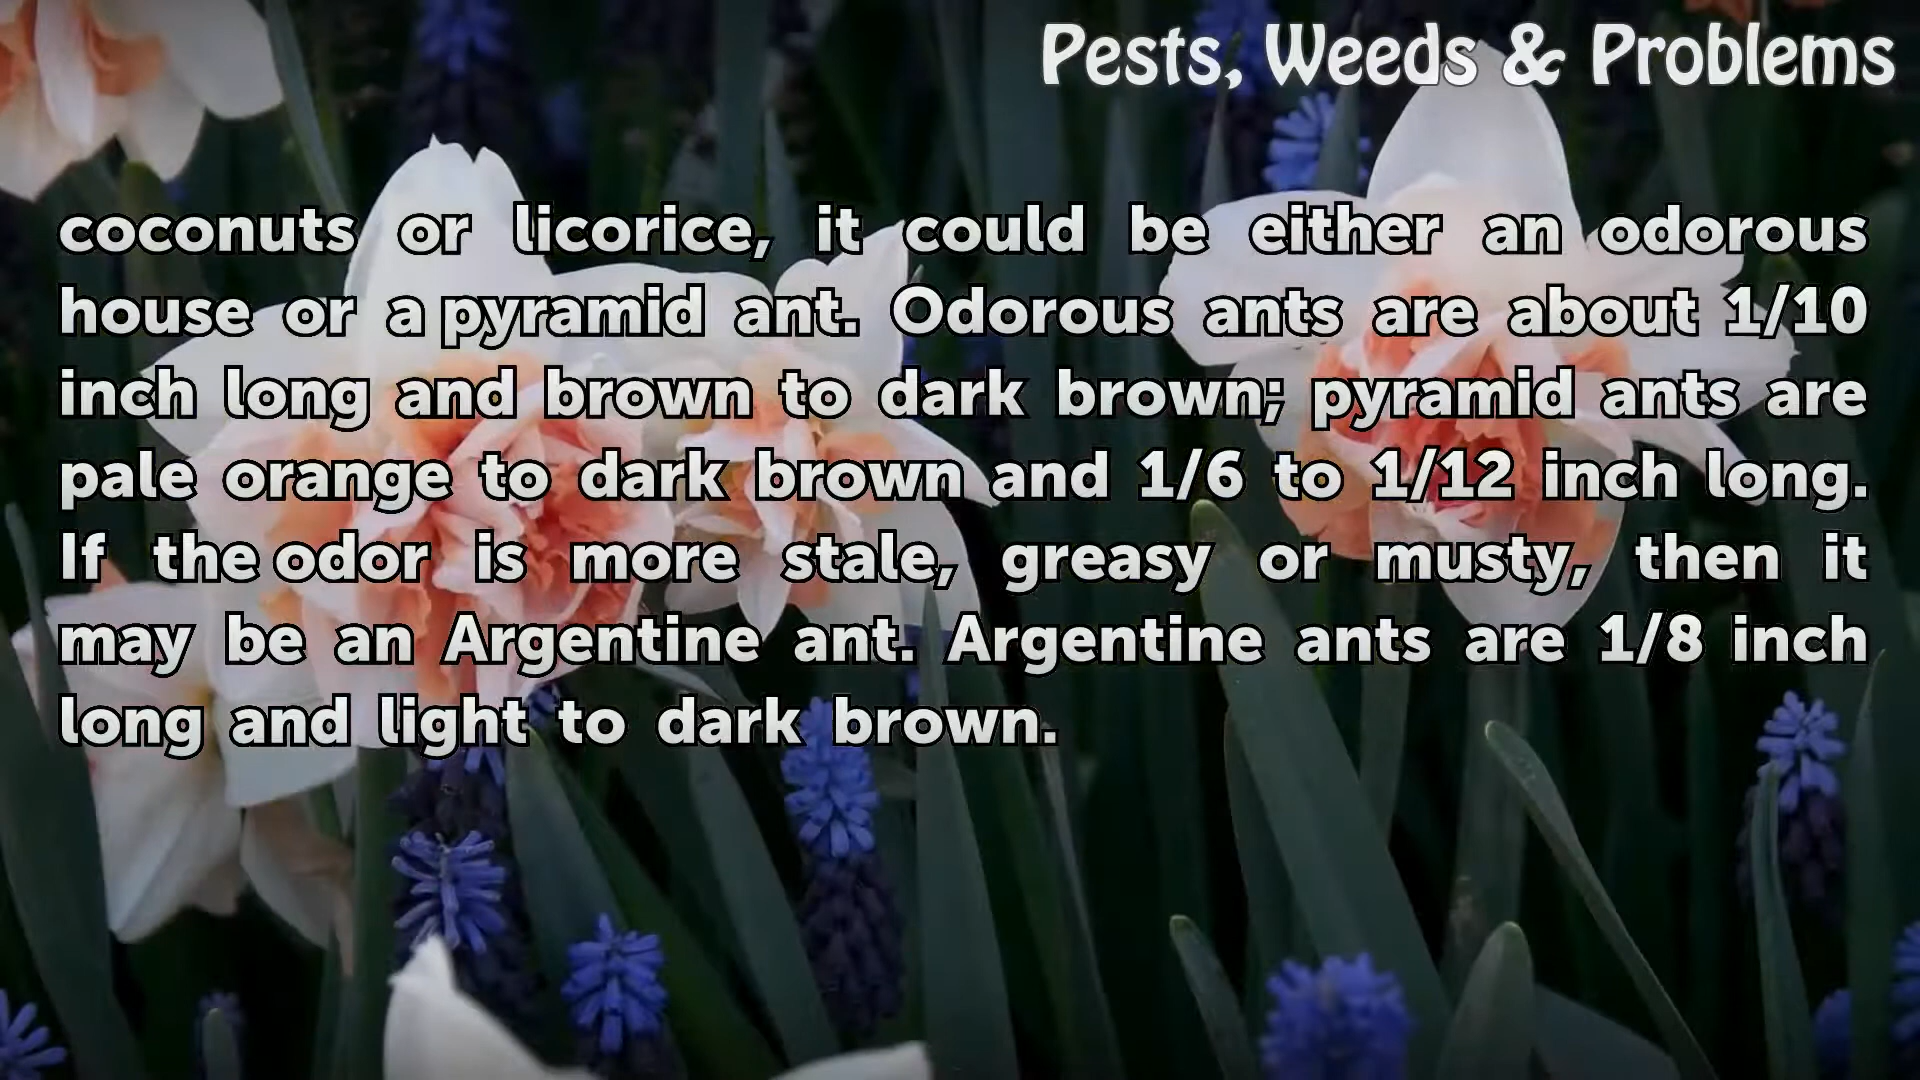 Pests, Weeds & Problems
coconuts or licorice, it could be either an odorous
house or a pyramid ant. Odorous ants are about 1/10
inch long and brown to dark brown; pyramid ants are
pale orange to dark brown and 1/6 to 1/12 inch long.
If the odor is more stale, greasy or musty, then it
may be an Argentine ant. Argentine ants are 1/8 inch
long and light to dark brown.